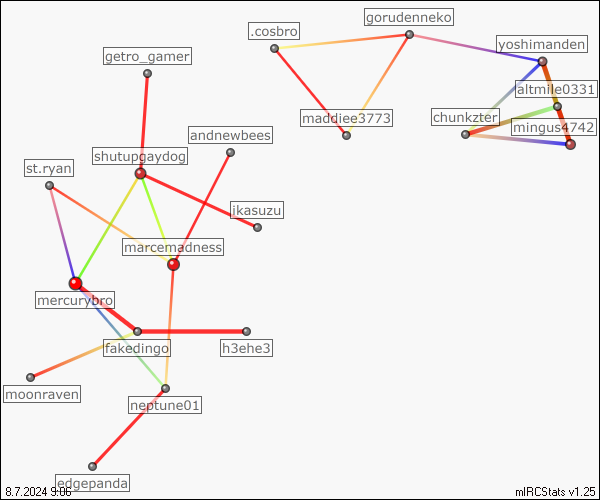 gorudenneko
.cosbro
yoshimanden
getro_gamer
altmile0331
maddiee3773
chunkzter
mingus4742
andnewbees
shutupgaydog
st.ryan
jkasuzu
marcemadness
mercurybro
fakedingo
h3ehe3
moonraven
neptune01
edgepanda
8.7.2024 9:06
mIRCStats v1.25